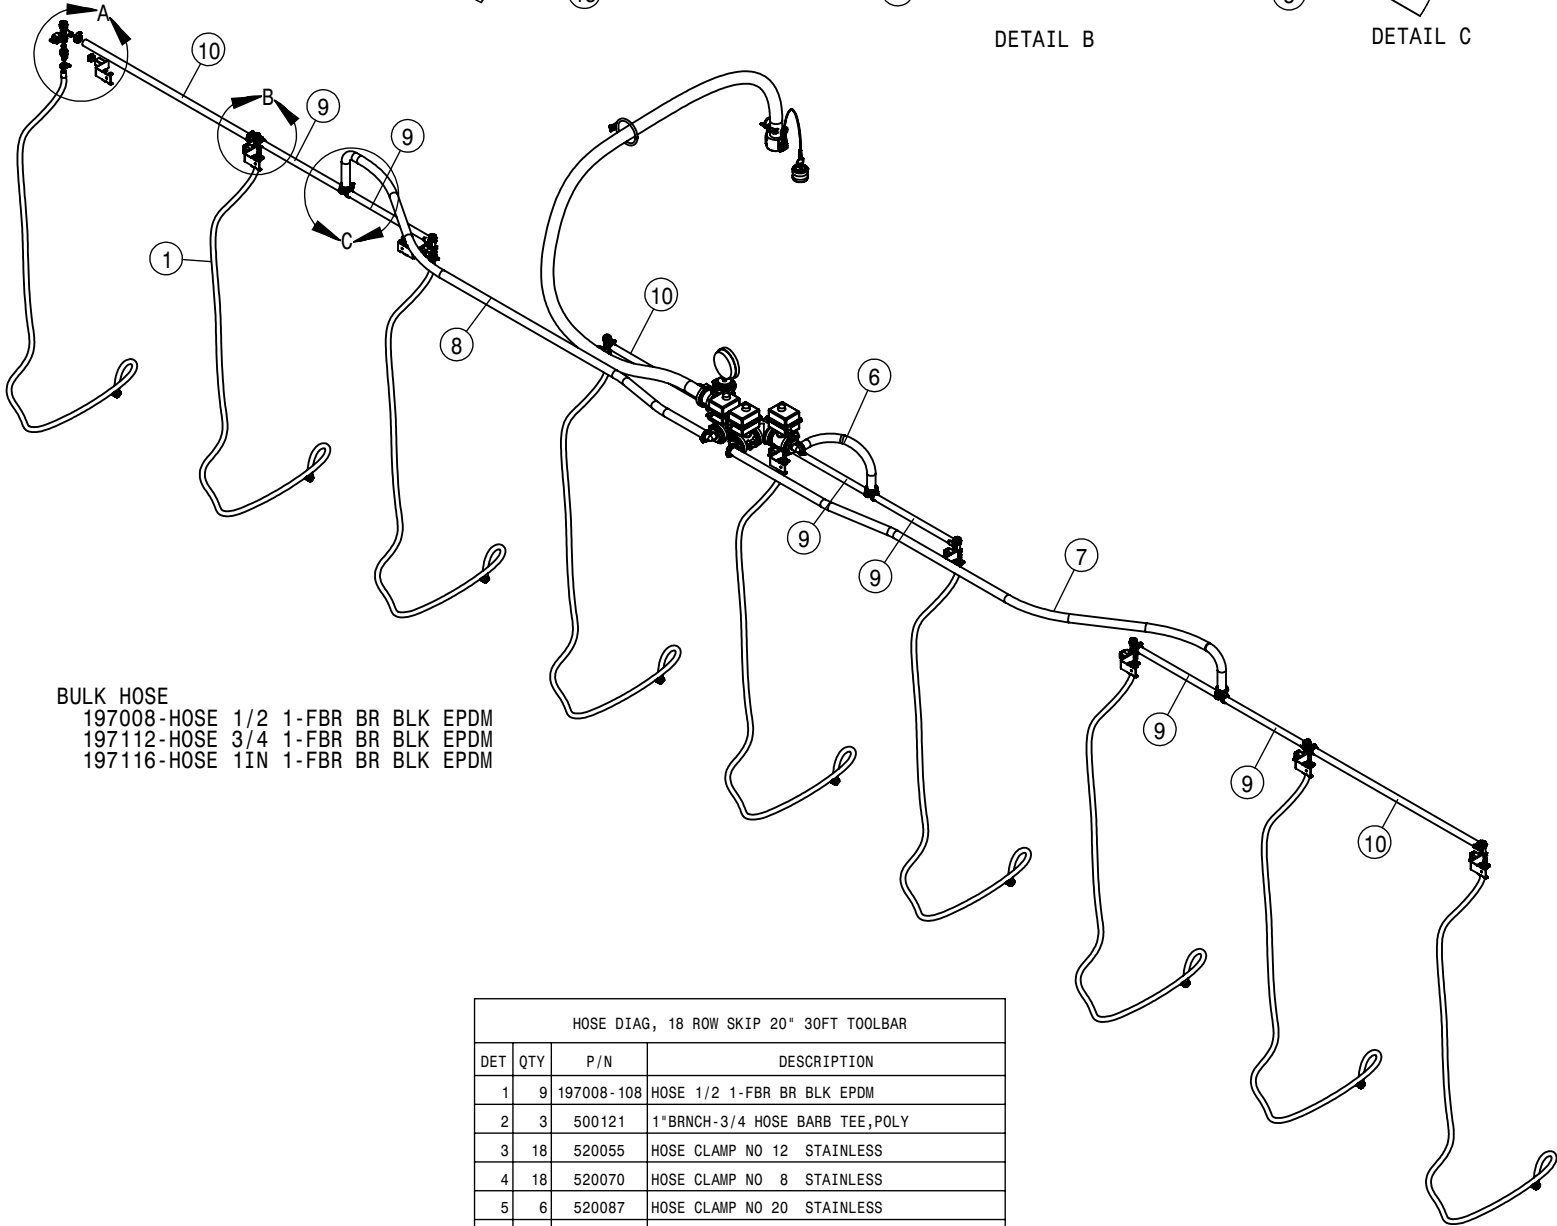 DETAIL B
DETAIL C
A
10
B
9
9
C
1
8
10
6
9
9
7
9
9
10
BULK HOSE
197008-HOSE 1/2 1-FBR BR BLK EPDM
197112-HOSE 3/4 1-FBR BR BLK EPDM
197116-HOSE 1IN 1-FBR BR BLK EPDM
HOSE DIAG, 18 ROW SKIP 20" 30FT TOOLBAR
DET QTY P/N DESCRIPTION
1 9 197008-108 HOSE 1/2 1-FBR BR BLK EPDM
2 3 500121 1"BRNCH-3/4 HOSE BARB TEE,POLY
3 18 520055 HOSE CLAMP NO 12 STAINLESS
4 18 520070 HOSE CLAMP NO 8 STAINLESS
5 6 520087 HOSE CLAMP NO 20 STAINLESS